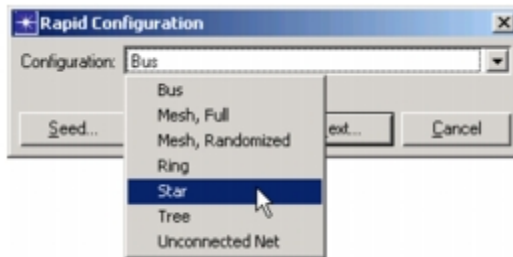 Rapid Configuration
Configuration: Bus
Bus
Mesh, Full
Mesh, Randomized
Ring
Star
Tree
Unconnected Net
Seed... ext... Cancel